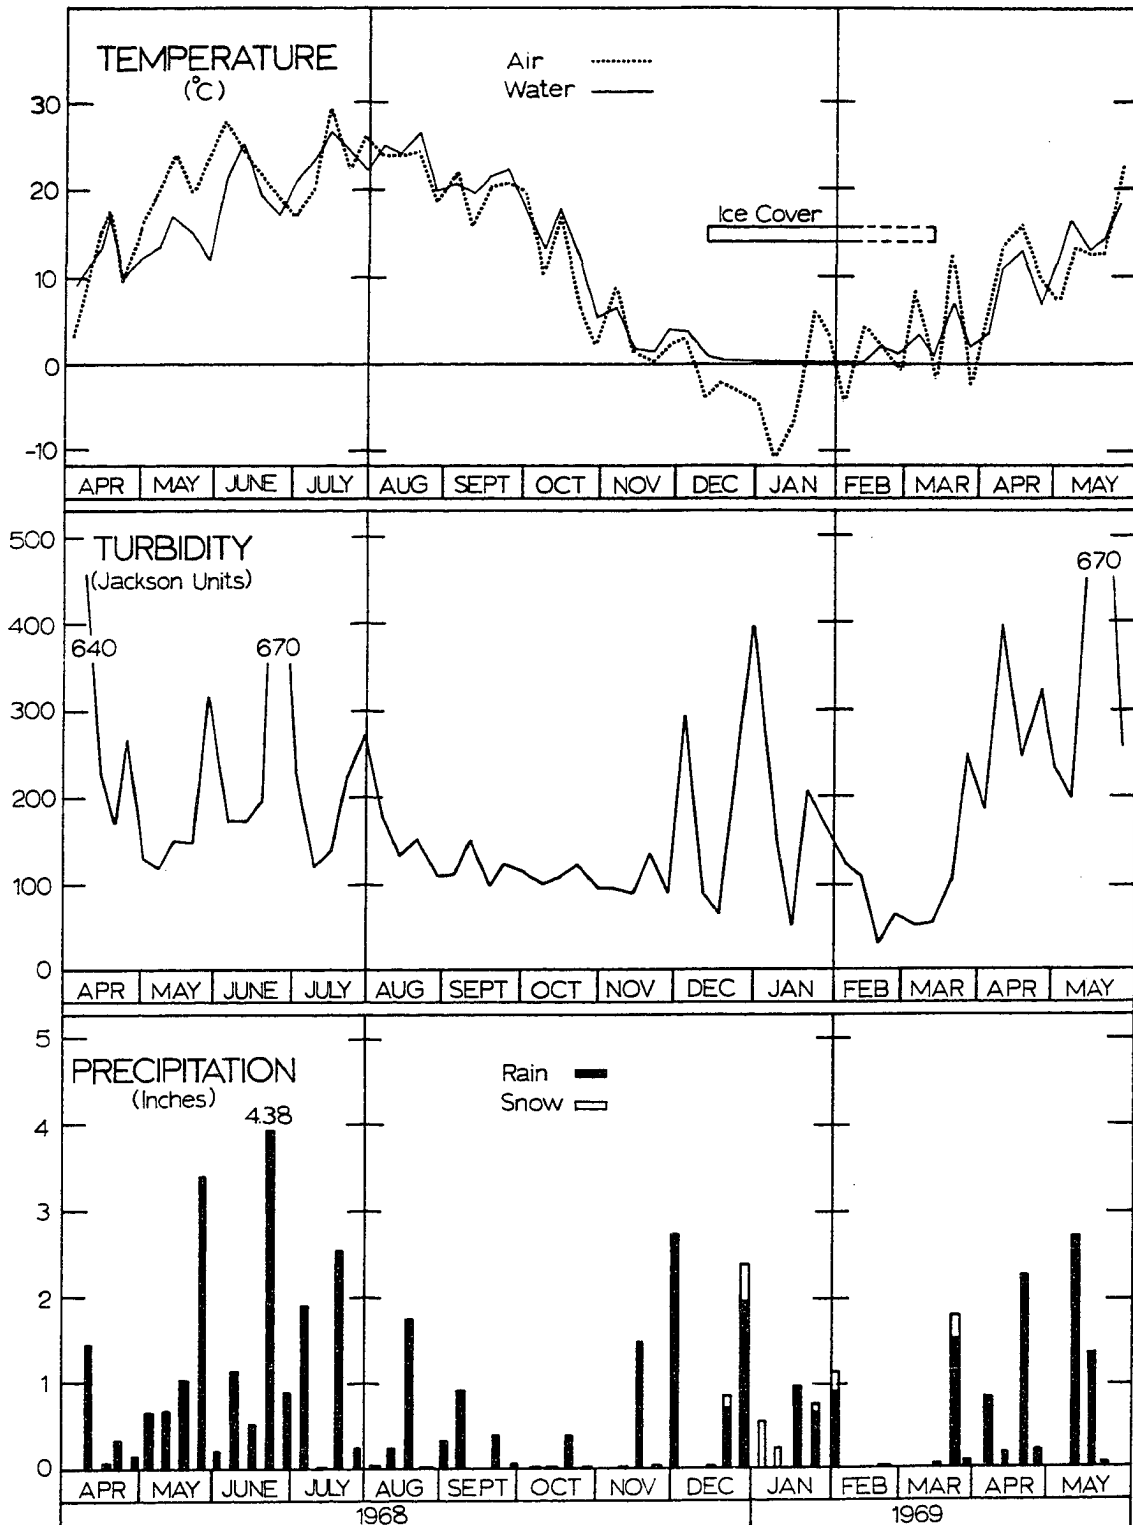 TEMPERATURE
(°C)
Air
Water
30
20
10
0
-10
Ice Cover
APR MAY JUNE JULY AUG SEPT OCT NOV DEC JAN FEB MAR APR MAY
TURBIDITY
(Jackson Units)
500
400
300
200
100
0
640
670
670
APR MAY JUNE JULY AUG SEPT OCT NOV DEC JAN FEB MAR APR MAY
PRECIPITATION
(Inches)
Rain
Snow
5
4
3
2
1
0
4.38
APR MAY JUNE JULY AUG SEPT OCT NOV DEC JAN FEB MAR APR MAY
1968 1969